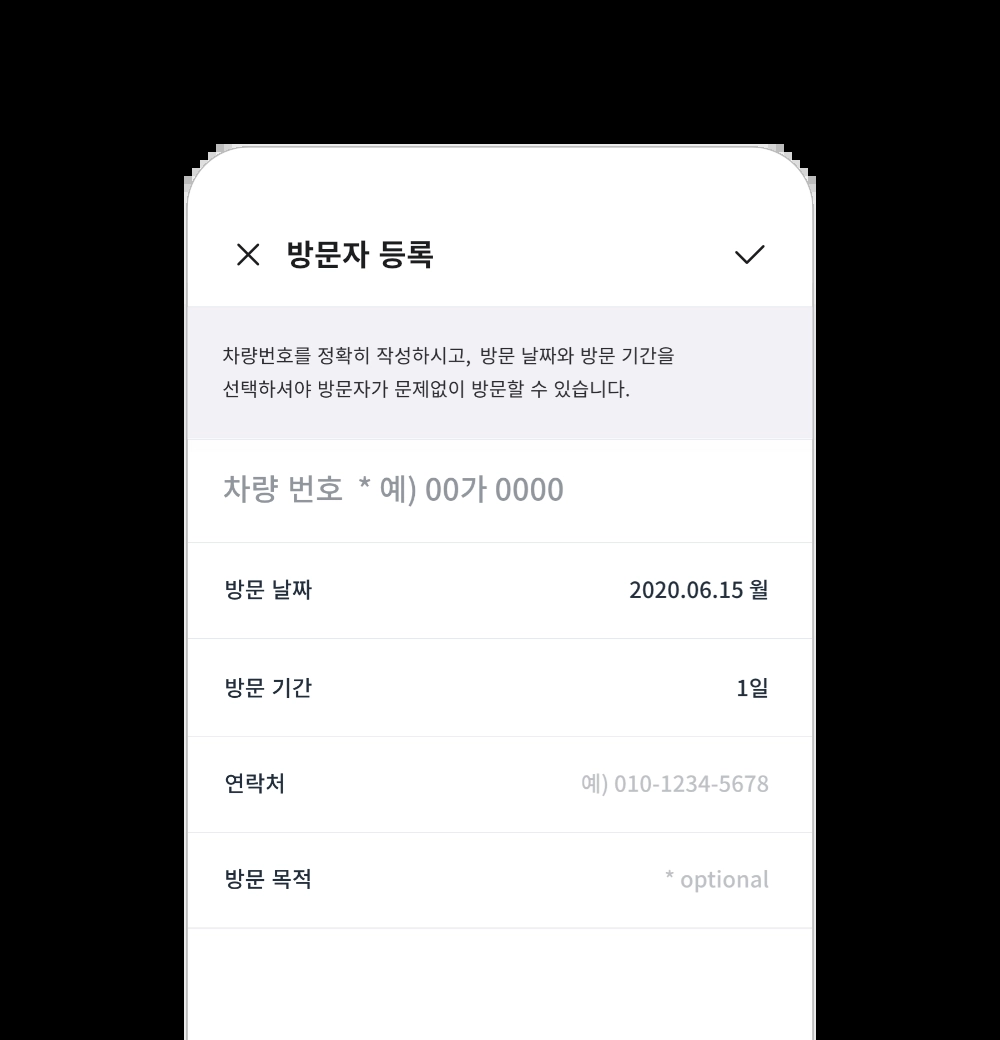 방문자 등록
차량번호를 정확히 작성하시고, 방문 날짜와 방문 기간을
선택하셔야 방문자가 문제없이 방문할 수 있습니다.
차량 번호 * 예) 00가 0000
방문 날짜 2020.06.15 월
방문 기간 1일
연락처 예) 010-1234-5678
방문 목적 * optional